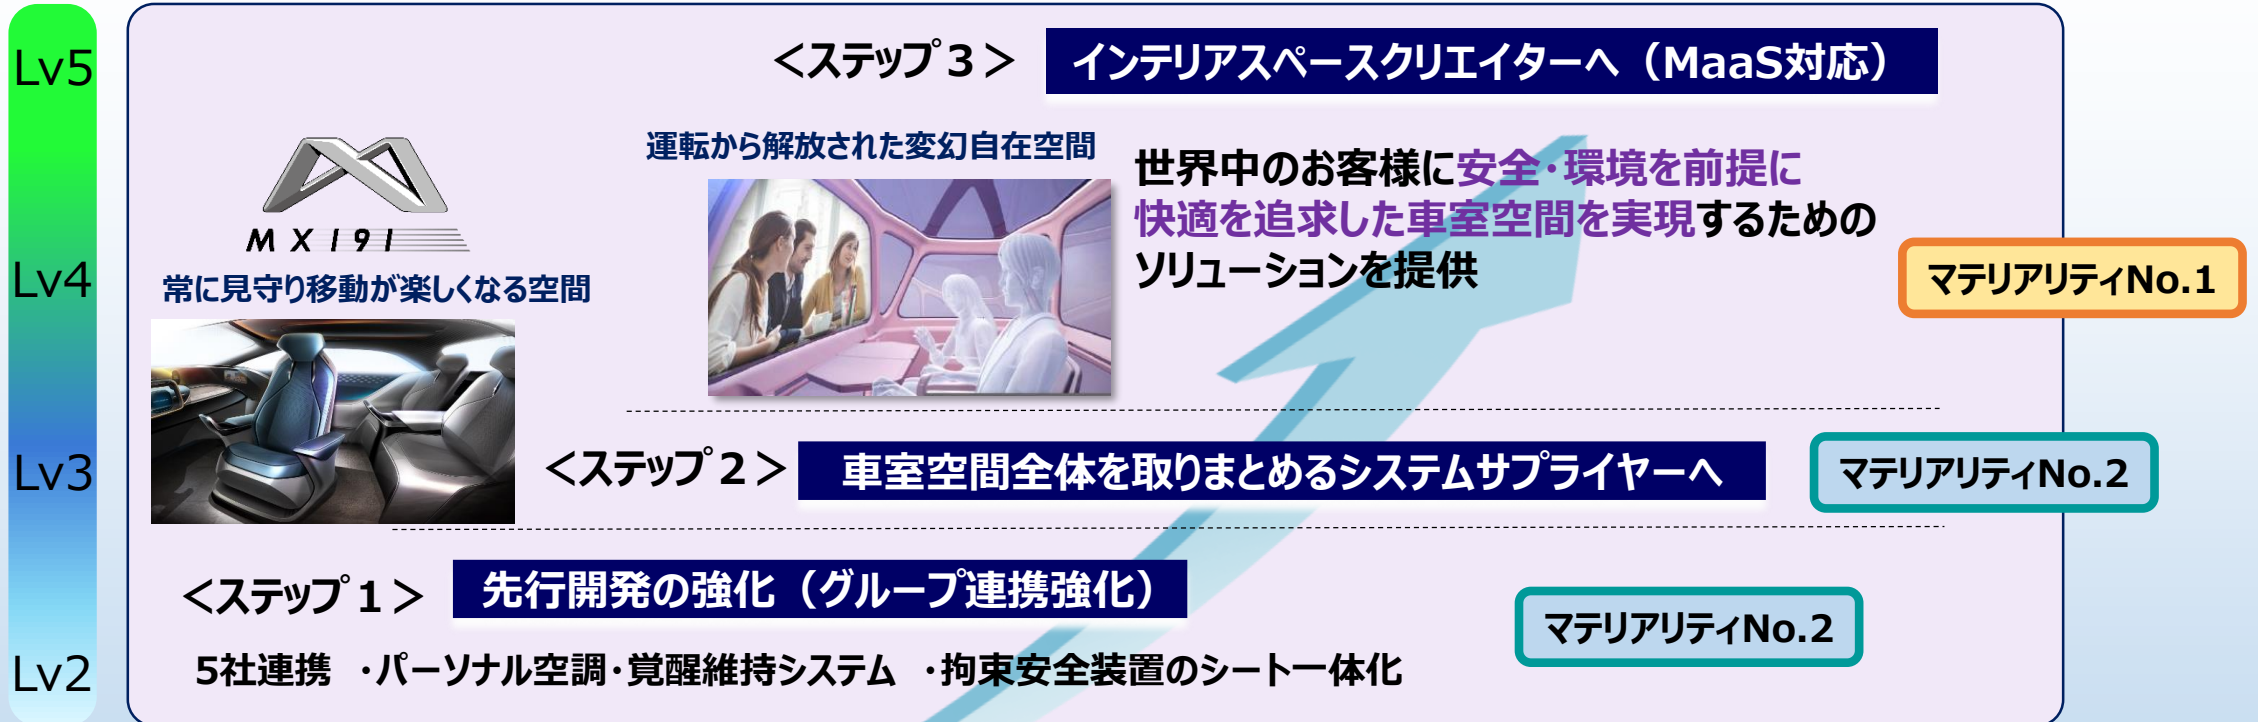 Lv5
＜ステップ３＞ インテリアスペースクリエイターへ（MaaS対応）
運転から解放された変幻自在空間
世界中のお客様に安全・環境を前提に
快適を追求した車室空間を実現するための
ソリューションを提供
MX191
Lv4
常に見守り移動が楽しくなる空間
マテリアリティNo.1
Lv3
＜ステップ２＞ 車室空間全体を取りまとめるシステムサプライヤーへ
マテリアリティNo.2
＜ステップ１＞ 先行開発の強化（グループ連携強化）
マテリアリティNo.2
Lv2
5社連携 ・パーソナル空調・覚醒維持システム ・拘束安全装置のシート一体化